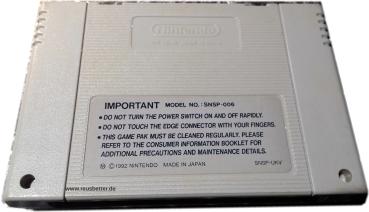 Nintendo
IMPORTANT MODEL NO.: SNSP-006
• DO NOT TURN THE POWER SWITCH ON AND OFF RAPIDLY.
• DO NOT TOUCH THE EDGE CONNECTOR WITH YOUR FINGERS.
• THIS GAME PAK MUST BE CLEANED REGULARLY. PLEASE
REFER TO THE CONSUMER INFORMATION BOOKLET FOR
ADDITIONAL PRECAUTIONS AND MAINTENANCE DETAILS.
Ⓜ ©1992 NINTENDO MADE IN JAPAN SNSP-UKV
www.reusbetter.de